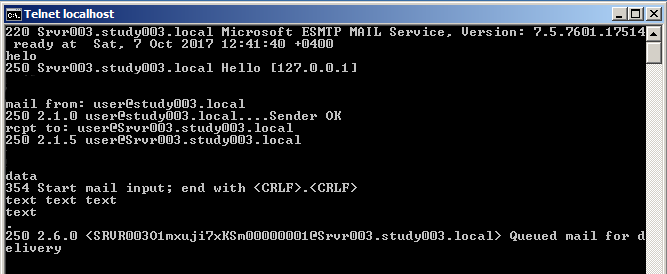 Telnet localhost
220 Srvr003.study003.local Microsoft ESMTP MAIL Service, Version: 7.5.7601.17514
ready at  Sat, 7 Oct 2017 12:41:40 +0400
helo
250 Srvr003.study003.local Hello [127.0.0.1]
mail from: user@study003.local
250 2.1.0 user@study003.local....Sender OK
rcpt to: user@Srvr003.study003.local
250 2.1.5 user@Srvr003.study003.local
data
354 Start mail input; end with <CRLF>.<CRLF>
text text text
text
.
250 2.6.0 <SRVR003O1mxuji7xKSm00000001@Srvr003.study003.local> Queued mail for d
elivery